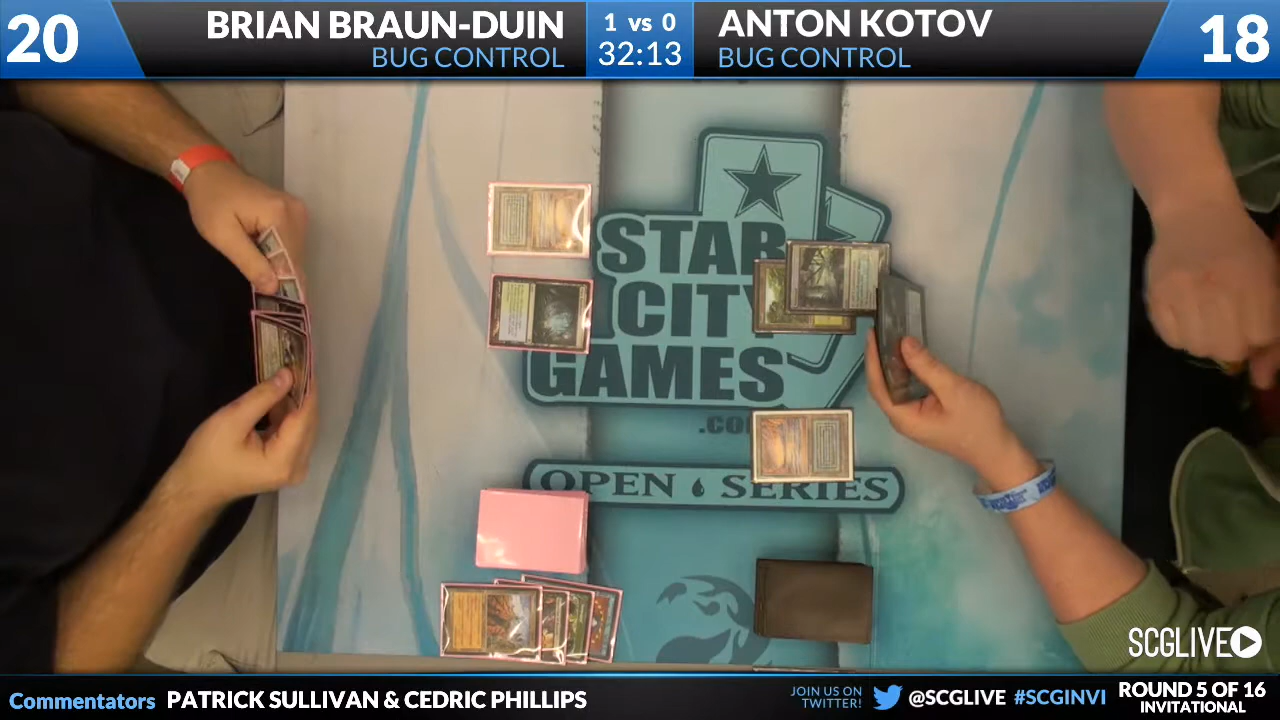 20
BRIAN BRAUN-DUIN
BUG CONTROL
1 vs 0
32:13
ANTON KOTOV
BUG CONTROL
18
STAR
CITY
GAMES
.co
OPEN SERIES
SCGLIVE
Commentators PATRICK SULLIVAN & CEDRIC PHILLIPS
JOIN US ON
TWITTER!
@SCGLIVE #SCGINVI
ROUND 5 OF 16
INVITATIONAL